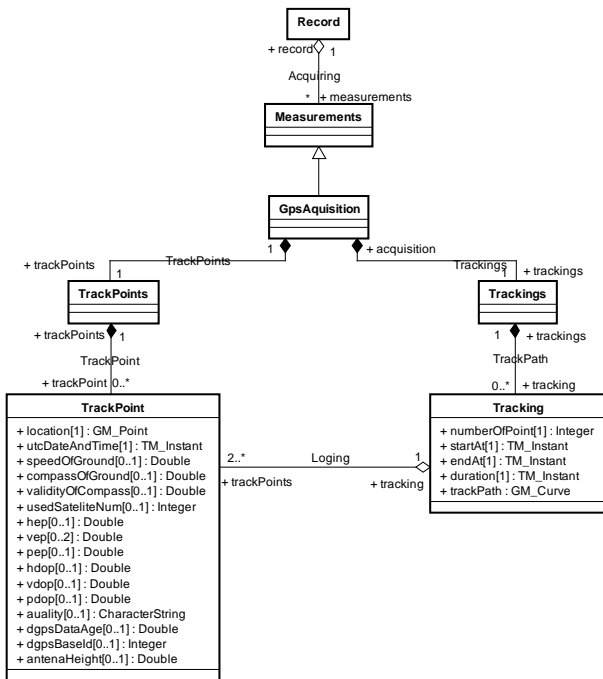 Record
+ record 1
Acquiring
* + measurements
Measurements
GpsAquisition
1 + acquisition
+ trackPoints TrackPoints Trackings
1 1 + trackings
TrackPoints Trackings
+ trackPoints 1 1 + trackings
TrackPoint TrackPath
+ trackPoint 0..* 0..* + tracking
TrackPoint
+ location[1] : GM_Point
+ utcDateAndTime[1] : TM_Instant
+ speedOfGround[0..1] : Double
+ compassOfGround[0..1] : Double
+ validityOfCompass[0..1] : Double
+ usedSateliteNum[0..1] : Integer
+ hep[0..1] : Double
+ vep[0..2] : Double
+ pep[0..1] : Double
+ hdop[0..1] : Double
+ vdop[0..1] : Double
+ pdop[0..1] : Double
+ auality[0..1] : CharacterString
+ dgpsDataAge[0..1] : Double
+ dgpsBaseId[0..1] : Integer
+ antenaHeight[0..1] : Double
2..* Loging 1
+ trackPoints + tracking
Tracking
+ numberOfPoint[1] : Integer
+ startAt[1] : TM_Instant
+ endAt[1] : TM_Instant
+ duration[1] : TM_Instant
+ trackPath : GM_Curve